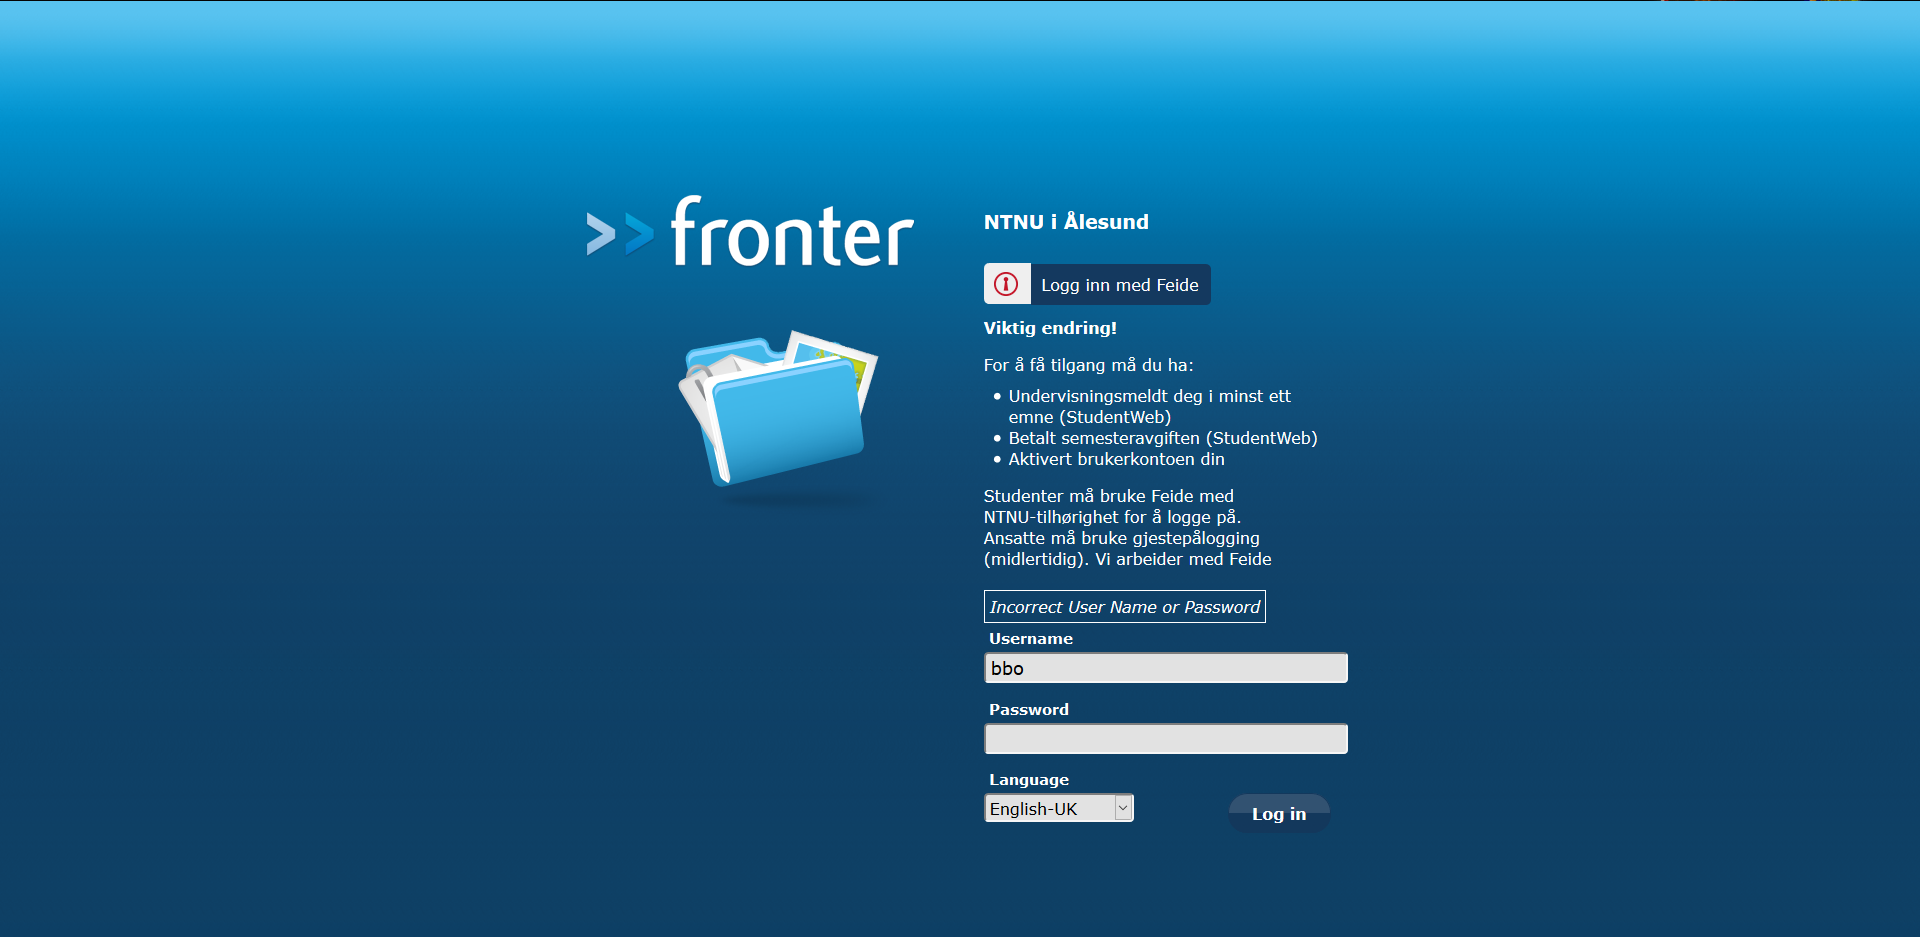 fronter
NTNU i Ålesund
Logg inn med Feide
Viktig endring!
For å få tilgang må du ha:
Undervisningsmeldt deg i minst ett
emne (StudentWeb)
Betalt semesteravgiften (StudentWeb)
Aktivert brukerkontoen din
Studenter må bruke Feide med
NTNU-tilhørighet for å logge på.
Ansatte må bruke gjestepålogging
(midlertidig). Vi arbeider med Feide
Incorrect User Name or Password
Username
bbo
Password
Language
English-UK
Log in